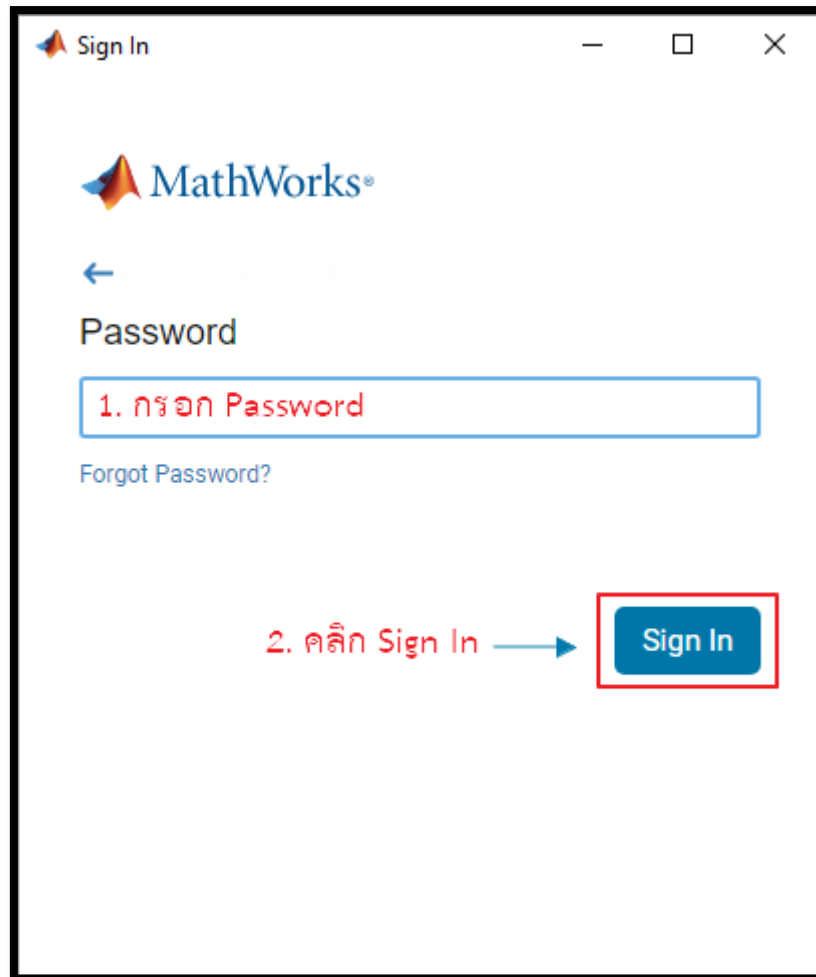 Sign In
MathWorks®
Password
1. กรอก Password
Forgot Password?
2. คลิก Sign In
Sign In